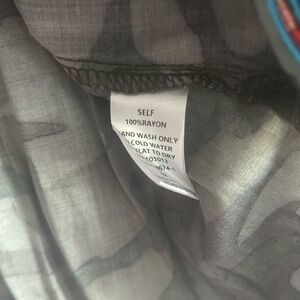 SELF
100%RAYON
AND WASH ONLY
COLD WATER
LAT TO DRY